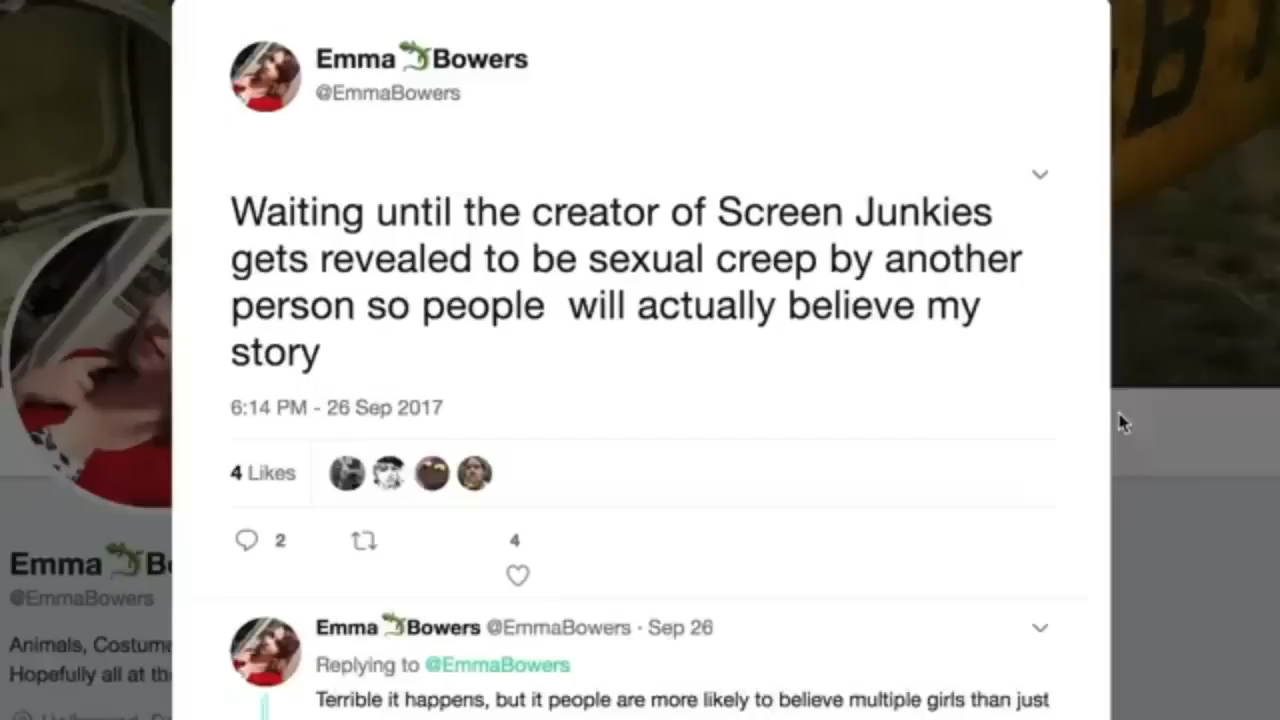 Emma Bowers
@EmmaBowers
Waiting until the creator of Screen Junkies
gets revealed to be sexual creep by another
person so people will actually believe my
story
6:14 PM - 26 Sep 2017
4 Likes
2
4
Emma Bowers @EmmaBowers · Sep 26
Replying to @EmmaBowers
Terrible it happens, but it people are more likely to believe multiple girls than just
Emma
@EmmaBowers
Animals,
Hopefully all at